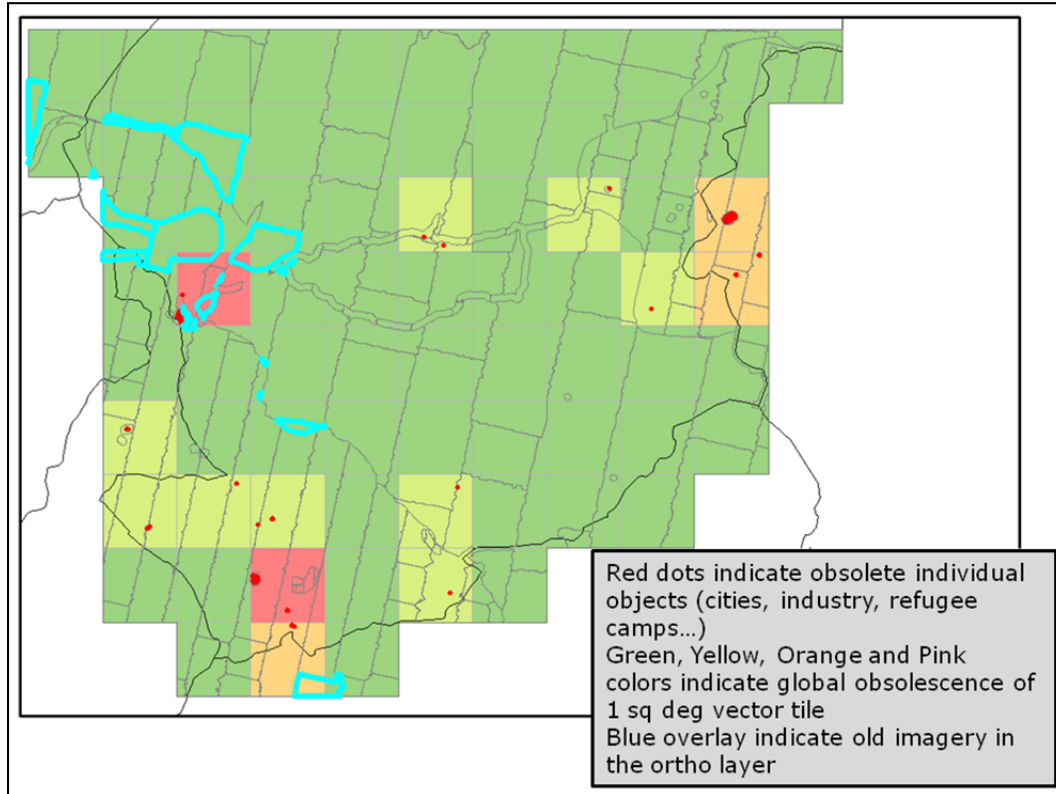 Red dots indicate obsolete individual
objects (cities, industry, refugee
camps...)
Green, Yellow, Orange and Pink
colors indicate global obsolescence of
1 sq deg vector tile
Blue overlay indicate old imagery in
the ortho layer